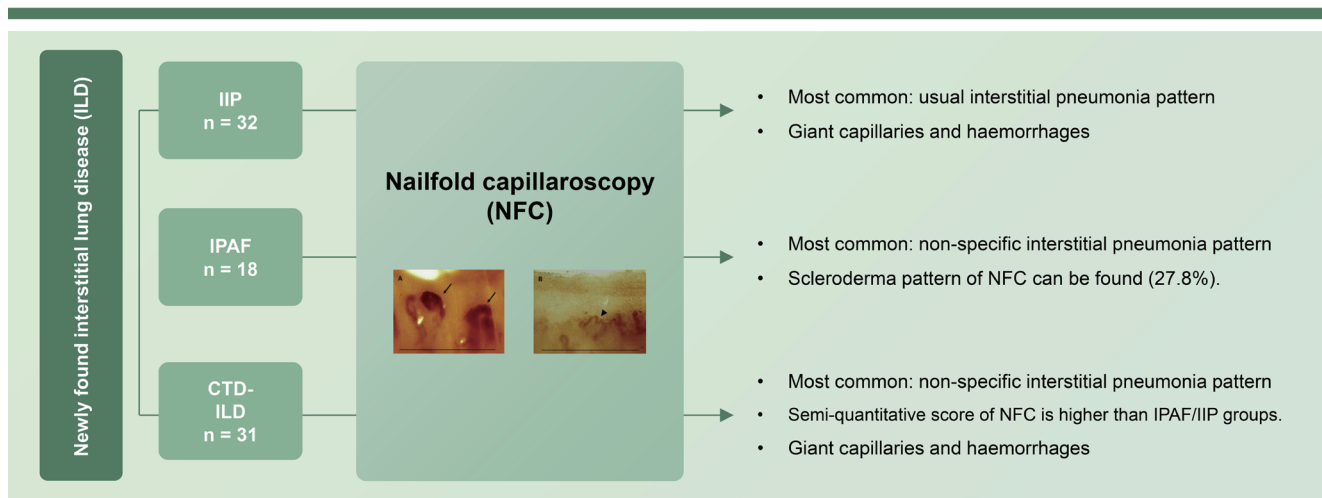 Newly found interstitial lung disease (ILD)
IIP
n = 32
IPAF
n = 18
CTD-
ILD
n = 31
Nailfold capillaroscopy
(NFC)
A
B
• Most common: usual interstitial pneumonia pattern
• Giant capillaries and haemorrhages
• Most common: non-specific interstitial pneumonia pattern
• Scleroderma pattern of NFC can be found (27.8%).
• Most common: non-specific interstitial pneumonia pattern
• Semi-quantitative score of NFC is higher than IPAF/IIP groups.
• Giant capillaries and haemorrhages